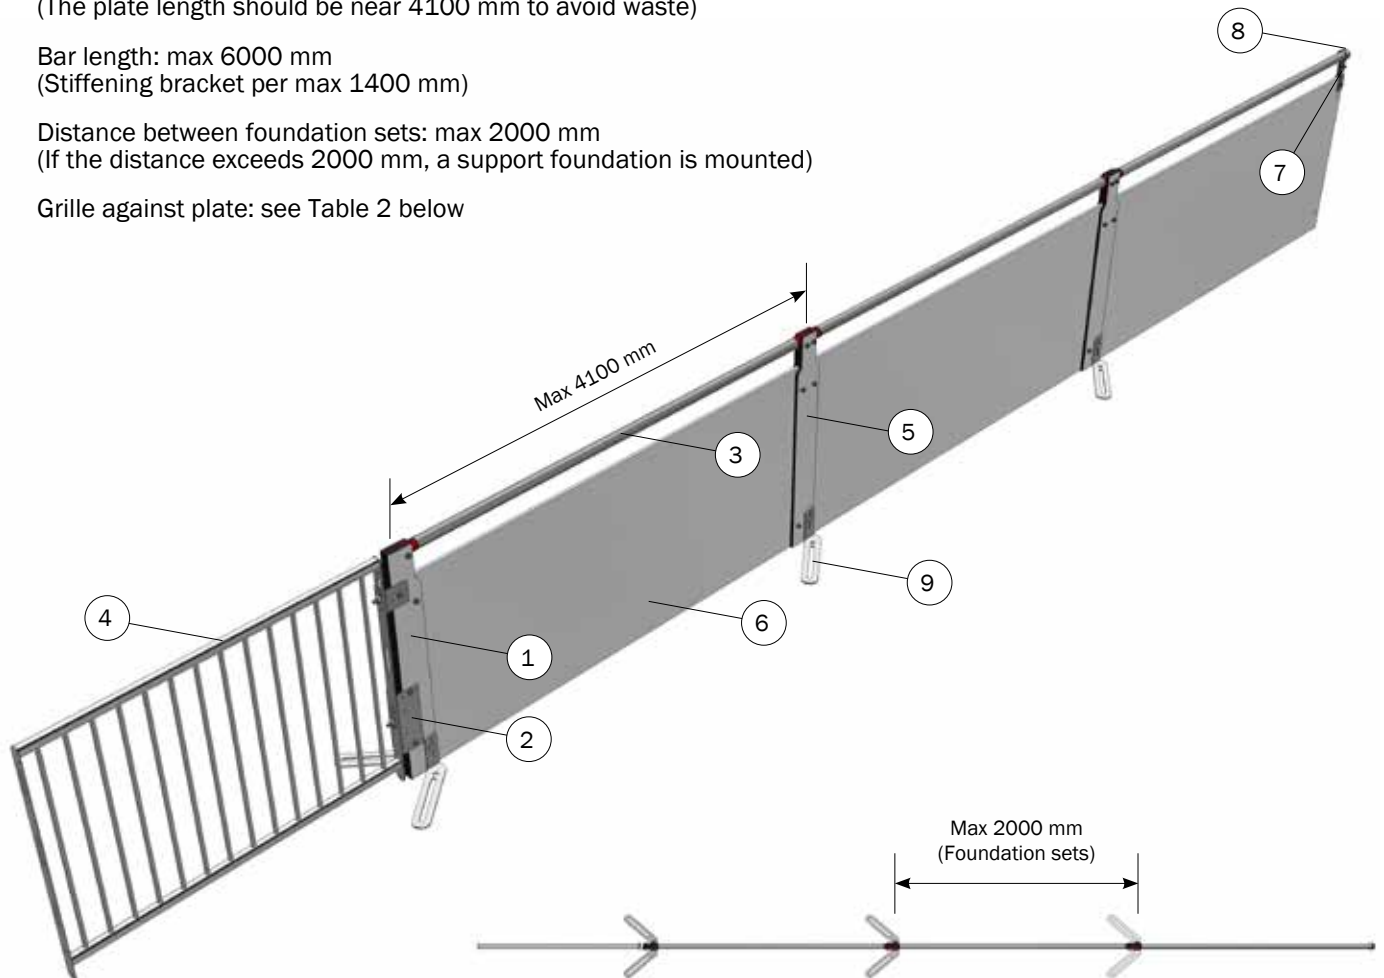 (The plate length should be near 4100 mm to avoid waste)
Bar length: max 6000 mm
(Stiffening bracket per max 1400 mm)
Distance between foundation sets: max 2000 mm
(If the distance exceeds 2000 mm, a support foundation is mounted)
Grille against plate: see Table 2 below
8
7
Max 4100 mm
5
3
9
4
6
1
2
Max 2000 mm
(Foundation sets)